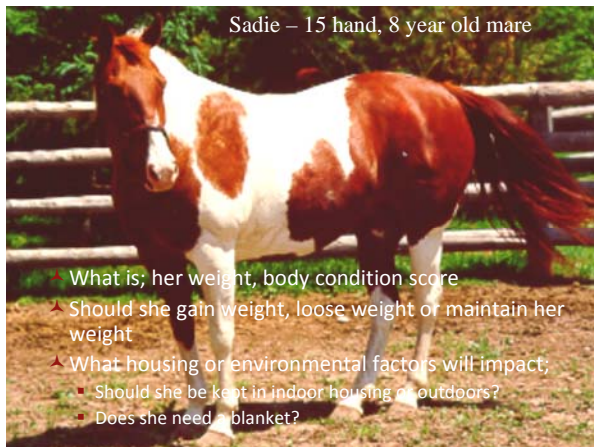 Sadie – 15 hand, 8 year old mare
What is; her weight, body condition score
Should she gain weight, loose weight or maintain her
weight
What housing or environmental factors will impact;
Should she be kept in indoor housing or outdoors?
Does she need a blanket?